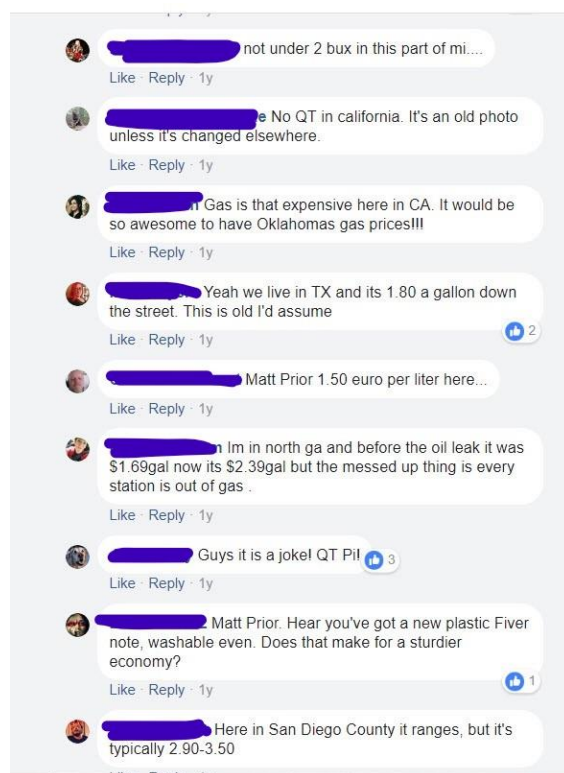 not under 2 bux in this part of mi....
Like · Reply · 1y
No QT in california. It's an old photo
unless it's changed elsewhere.
Like · Reply · 1y
Gas is that expensive here in CA. It would be
so awesome to have Oklahomas gas prices!!!
Like · Reply · 1y
Yeah we live in TX and its 1.80 a gallon down
the street. This is old I'd assume
2
Like · Reply · 1y
Matt Prior 1.50 euro per liter here...
Like · Reply · 1y
Im in north ga and before the oil leak it was
$1.69gal now its $2.39gal but the messed up thing is every
station is out of gas .
Like · Reply · 1y
Guys it is a joke! QT Pi!
3
Like · Reply · 1y
Matt Prior. Hear you've got a new plastic Fiver
note, washable even. Does that make for a sturdier
economy?
1
Like · Reply · 1y
Here in San Diego County it ranges, but it's
typically 2.90-3.50